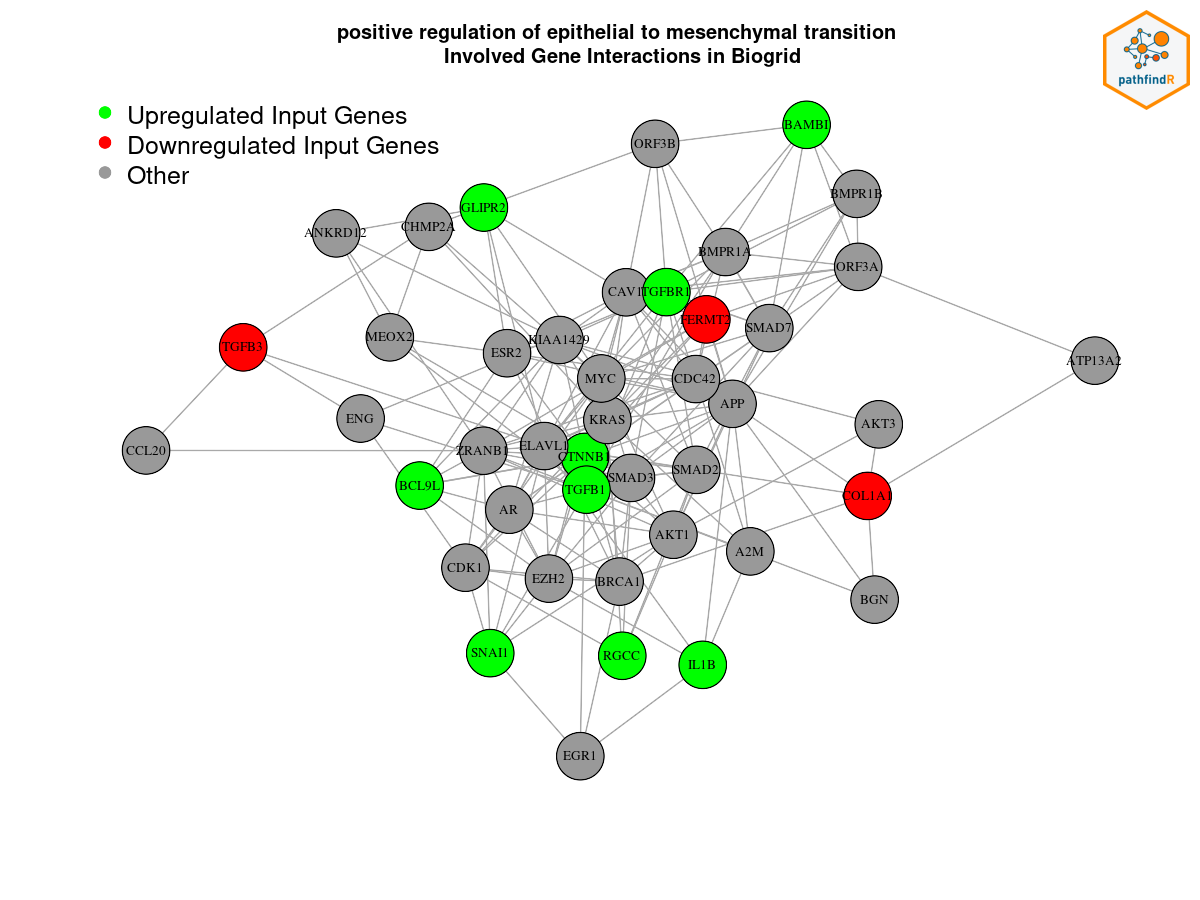 positive regulation of epithelial to mesenchymal transition
Involved Gene Interactions in Biogrid
pathfindR
Upregulated Input Genes
Downregulated Input Genes
Other
BAMBI
ORF3B
BMPR1B
GLIPR2
CHMP2A
ANKRD12
BMPR1A
ORF3A
CAV1
TGFBR1
FERMT2
SMAD7
MEOX2
KIAA1429
TGFB3
ESR2
ATP13A2
MYC
CDC42
APP
ENG
KRAS
AKT3
CCL20
ZRANB1
ELAVL1
CTNNB1
SMAD2
SMAD3
BCL9L
TGFB1
COL1A1
AR
AKT1
A2M
CDK1
EZH2
BRCA1
BGN
SNAI1
RGCC
IL1B
EGR1